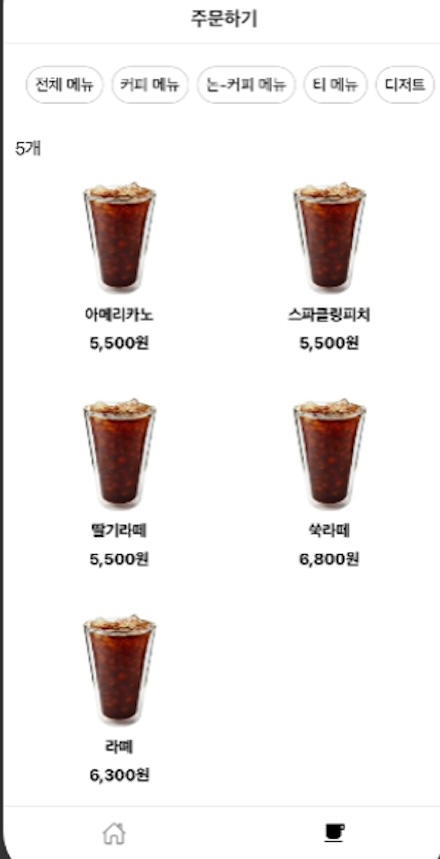 주문하기
전체 메뉴 커피 메뉴 논-커피 메뉴 티 메뉴 디저트
5개
아메리카노 스파클링피치
5,500원 5,500원
딸기라떼 쑥라떼
5,500원 6,800원
라떼
6,300원